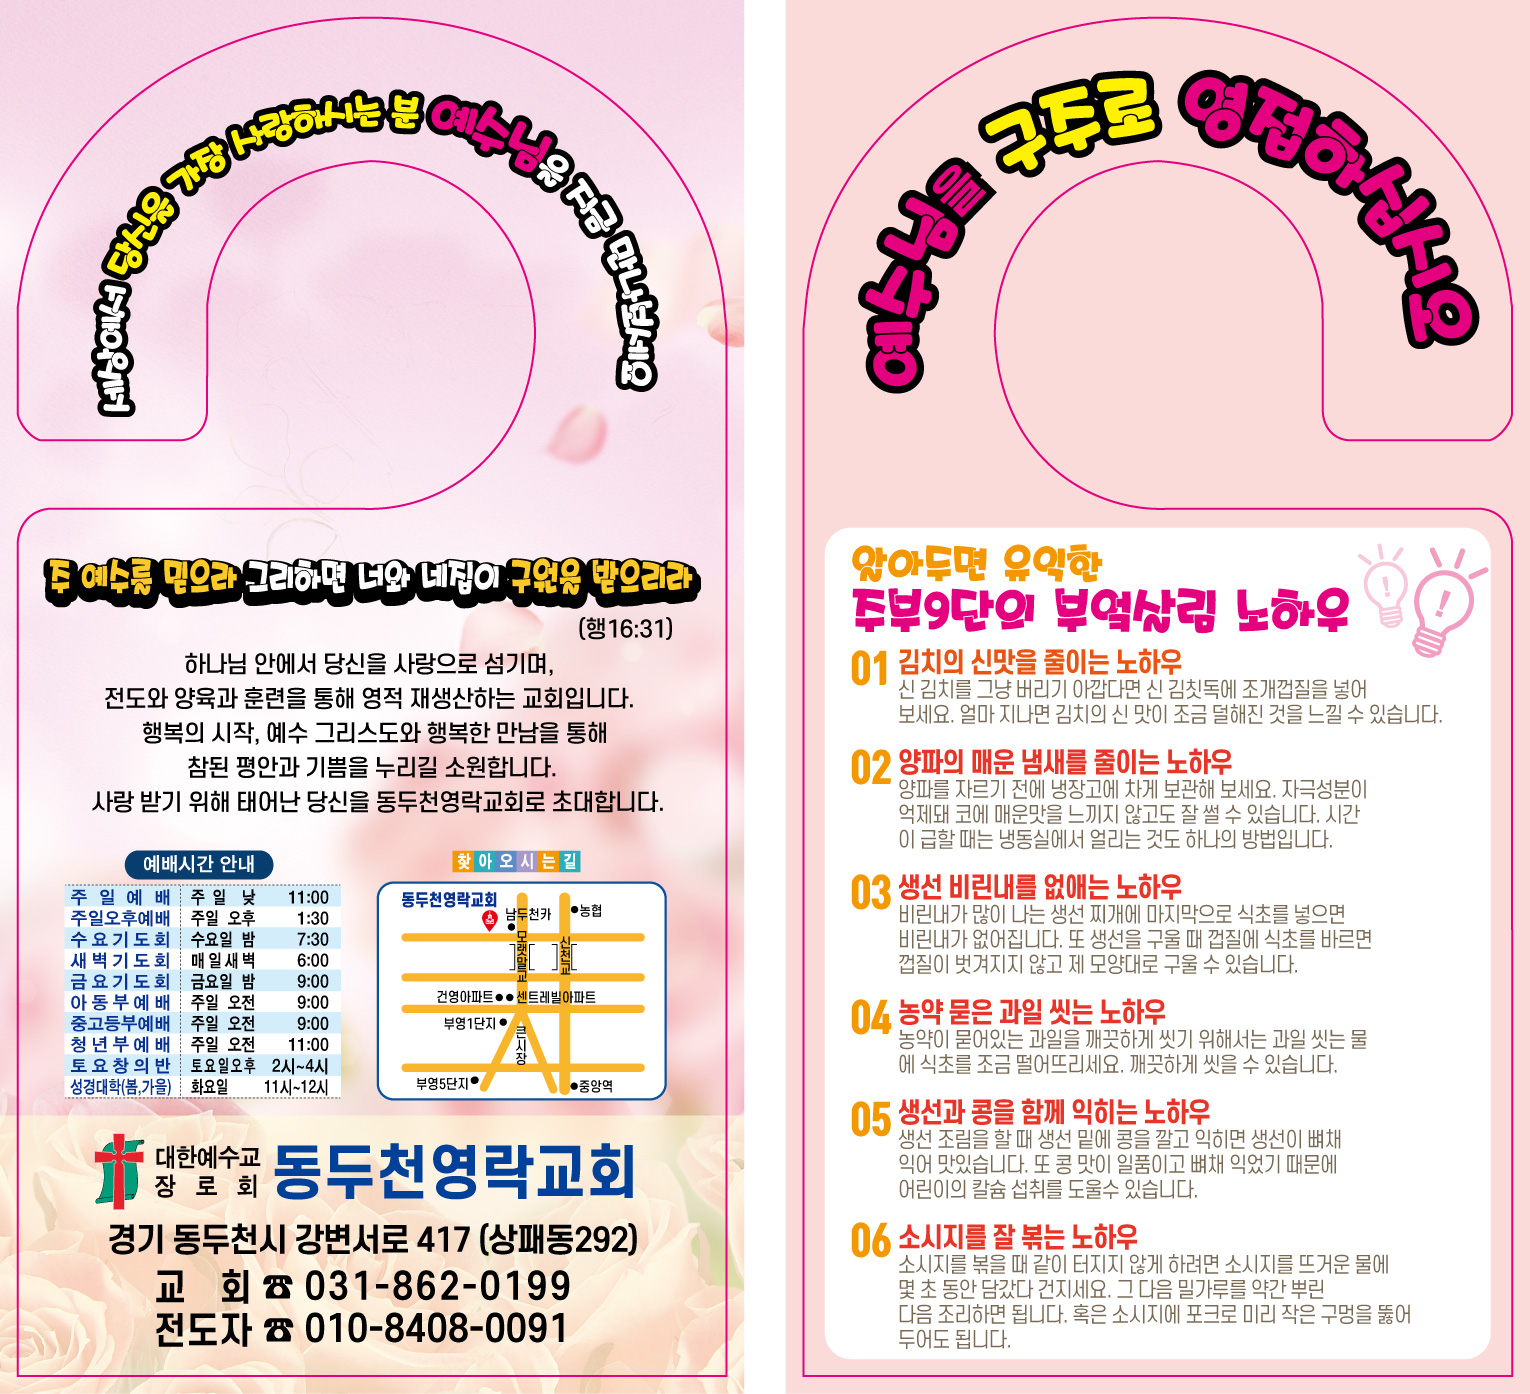 세상에서 당신을 가장 사랑해시는 분 예수님을 지금 만나보세요
주 예수를 믿으라 그리하면 너와 네집이 구원을 받으리라
(행16:31)
하나님 안에서 당신을 사랑으로 섬기며,
전도와 양육과 훈련을 통해 영적 재생산하는 교회입니다.
행복의 시작, 예수 그리스도와 행복한 만남을 통해
참된 평안과 기쁨을 누리길 소원합니다.
사랑 받기 위해 태어난 당신을 동두천영락교회로 초대합니다.
예배시간 안내
주 일 예 배 주 일 낮 11:00
주일오후예배 주일 오후 1:30
수요기도회 수요일 밤 7:30
새벽기도회 매일새벽 6:00
금요기도회 금요일 밤 9:00
아동부예배 주일 오전 9:00
중고등부예배 주일 오전 9:00
청년부예배 주일 오전 11:00
토요창의반 토요일오후 2시~4시
성경대학(봄,가을) 화요일 11시~12시
찾아오시는길
동두천영락교회
남두천카
농협
모랫말교
신천교
건영아파트
센트레빌아파트
부영1단지
큰시장
부영5단지
중앙역
대한예수교
장 로 회
동두천영락교회
경기 동두천시 강변서로 417 (상패동292)
교 회 ☎ 031-862-0199
전도자 ☎ 010-8408-0091
예수님을 구주로 영접하십시오
알아두면 유익한
주부9단의 부엌살림 노하우
01 김치의 신맛을 줄이는 노하우
신 김치를 그냥 버리기 아깝다면 신 김칫독에 조개껍질을 넣어
보세요. 얼마 지나면 김치의 신 맛이 조금 덜해진 것을 느낄 수 있습니다.
02 양파의 매운 냄새를 줄이는 노하우
양파를 자르기 전에 냉장고에 차게 보관해 보세요. 자극성분이
억제돼 코에 매운맛을 느끼지 않고도 잘 썰 수 있습니다. 시간
이 급할 때는 냉동실에서 얼리는 것도 하나의 방법입니다.
03 생선 비린내를 없애는 노하우
비린내가 많이 나는 생선 찌개에 마지막으로 식초를 넣으면
비린내가 없어집니다. 또 생선을 구울 때 껍질에 식초를 바르면
껍질이 벗겨지지 않고 제 모양대로 구울 수 있습니다.
04 농약 묻은 과일 씻는 노하우
농약이 묻어있는 과일을 깨끗하게 씻기 위해서는 과일 씻는 물
에 식초를 조금 떨어뜨리세요. 깨끗하게 씻을 수 있습니다.
05 생선과 콩을 함께 익히는 노하우
생선 조림을 할 때 생선 밑에 콩을 깔고 익히면 생선이 뼈채
익어 맛있습니다. 또 콩 맛이 일품이고 뼈채 익었기 때문에
어린이의 칼슘 섭취를 도울수 있습니다.
06 소시지를 잘 볶는 노하우
소시지를 볶을 때 같이 터지지 않게 하려면 소시지를 뜨거운 물에
몇 초 동안 담갔다 건지세요. 그 다음 밀가루를 약간 뿌린
다음 조리하면 됩니다. 혹은 소시지에 포크로 미리 작은 구멍을 뚫어
두어도 됩니다.